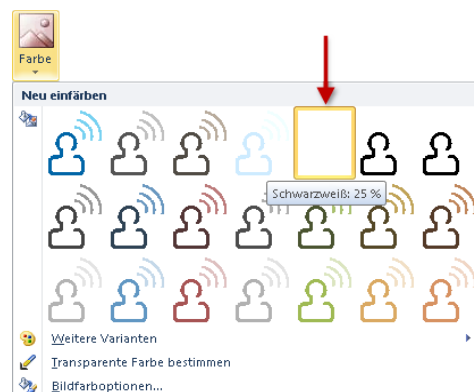 Farbe
Neu einfärben
Schwarzweiß: 25 %
Weitere Varianten
Transparente Farbe bestimmen
Bildfarboptionen...